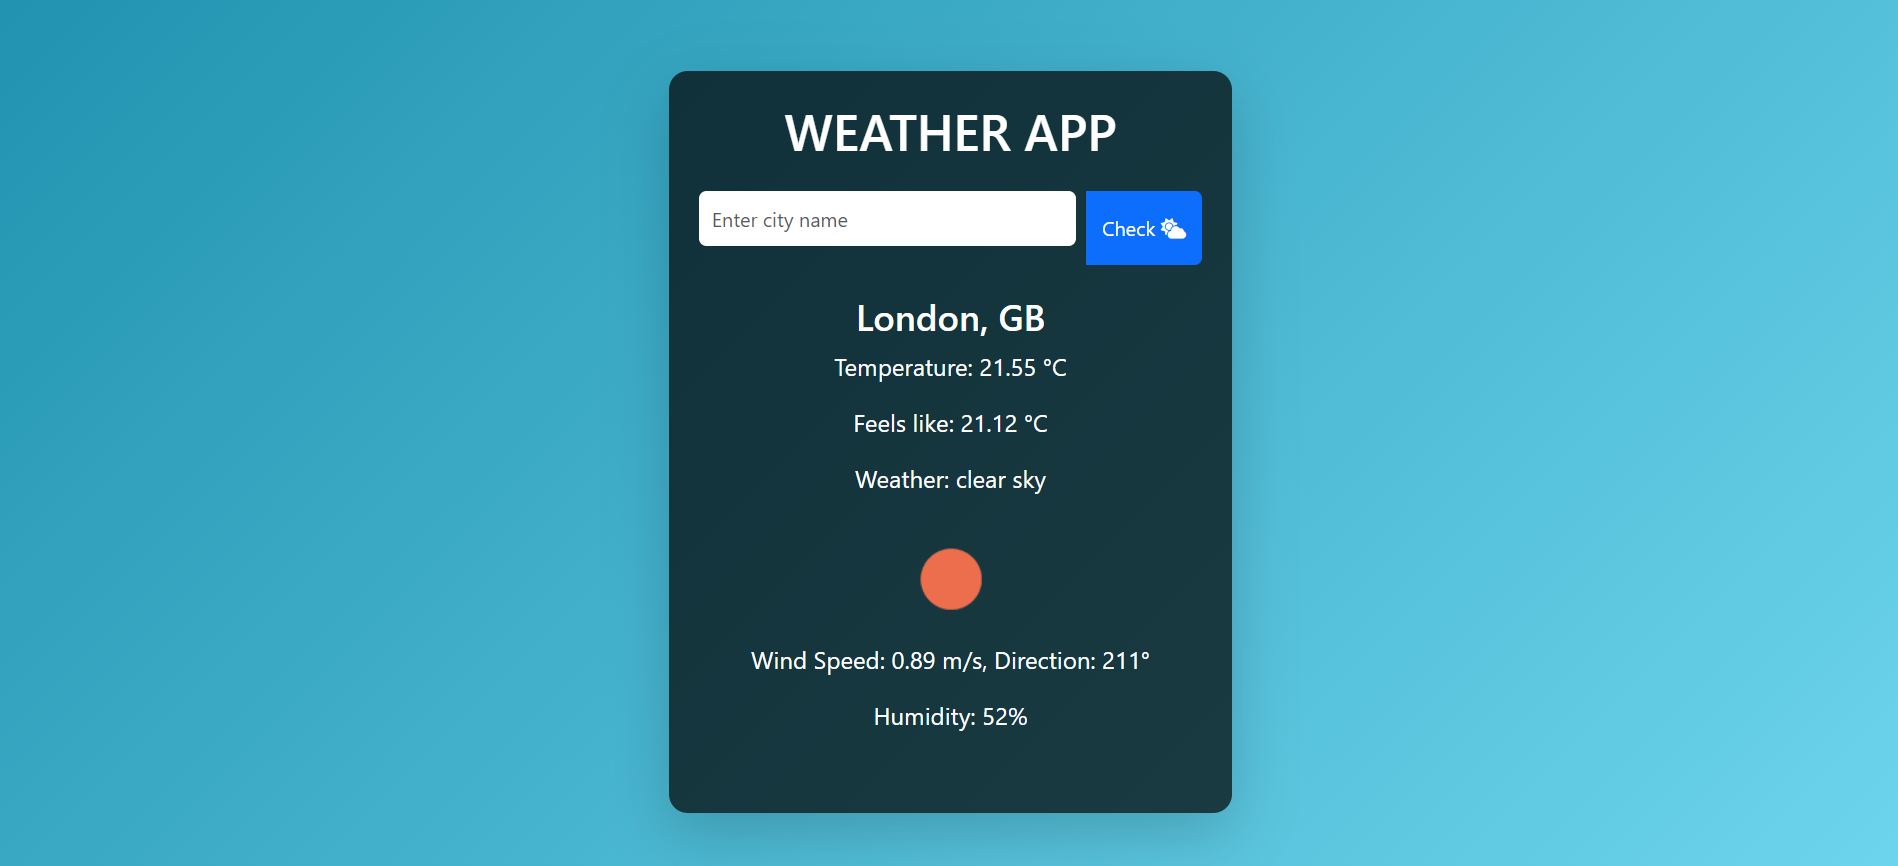 WEATHER APP
Enter city name
Check
London, GB
Temperature: 21.55 °C
Feels like: 21.12 °C
Weather: clear sky
Wind Speed: 0.89 m/s, Direction: 211°
Humidity: 52%